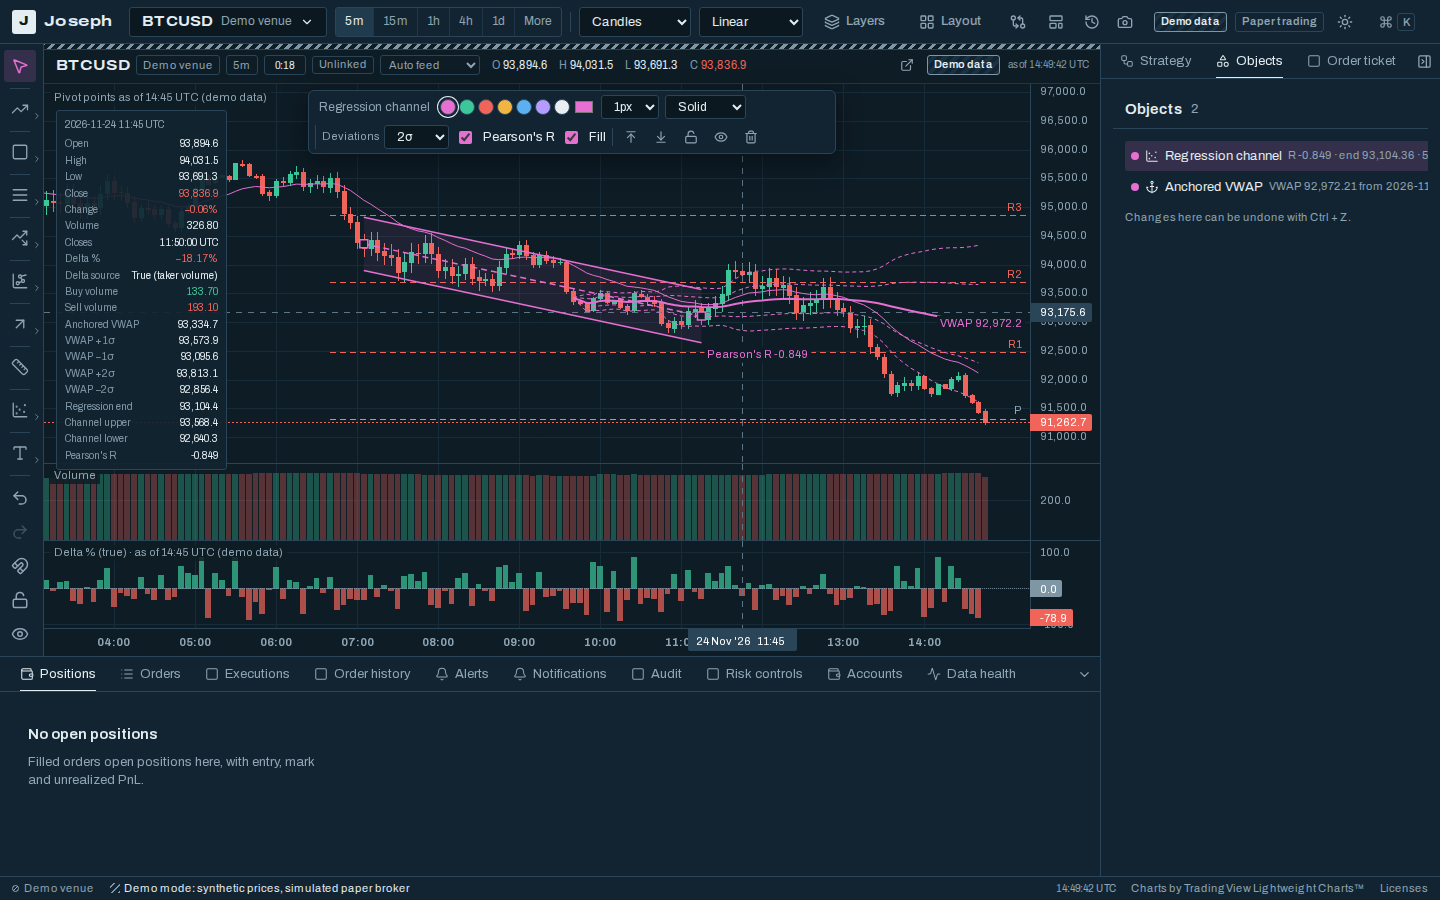 J Joseph BTCUSD Demo venue 5m 15m 1h 4h 1d More Candles Linear Layers Layout Demo data Paper trading ⌘ K
BTCUSD Demo venue 5m 0:18 Unlinked Auto feed O 93,894.6 H 94,031.5 L 93,691.3 C 93,836.9 Demo data as of 14:49:42 UTC
Strategy Objects Order ticket
Pivot points as of 14:45 UTC (demo data)
Regression channel 1px Solid
Deviations 2σ Pearson's R Fill
2026-11-24 11:45 UTC
Open 93,894.6
High 94,031.5
Low 93,691.3
Close 93,836.9
Change −0.06%
Volume 326.80
Closes 11:50:00 UTC
Delta % −18.17%
Delta source True (taker volume)
Buy volume 133.70
Sell volume 193.10
Anchored VWAP 93,334.7
VWAP +1σ 93,573.9
VWAP −1σ 93,095.6
VWAP +2σ 93,813.1
VWAP −2σ 92,856.4
Regression end 93,104.4
Channel upper 93,568.4
Channel lower 92,640.3
Pearson's R -0.849
R3
R2
VWAP 92,972.2
R1
Pearson's R -0.849
P
97,000.0
96,500.0
96,000.0
95,500.0
95,000.0
94,500.0
94,000.0
93,500.0
93,175.6
93,000.0
92,500.0
92,000.0
91,500.0
91,262.7
91,000.0
Volume
200.0
Delta % (true) · as of 14:45 UTC (demo data)
100.0
0.0
-78.9
04:00 05:00 06:00 07:00 08:00 09:00 10:00 11:0 24 Nov '26 11:45 13:00 14:00
Objects 2
Regression channel R -0.849 · end 93,104.36 · 5
Anchored VWAP VWAP 92,972.21 from 2026-11
Changes here can be undone with Ctrl + Z.
Positions Orders Executions Order history Alerts Notifications Audit Risk controls Accounts Data health
No open positions
Filled orders open positions here, with entry, mark
and unrealized PnL.
Demo venue Demo mode: synthetic prices, simulated paper broker 14:49:42 UTC Charts by TradingView Lightweight Charts™ Licenses